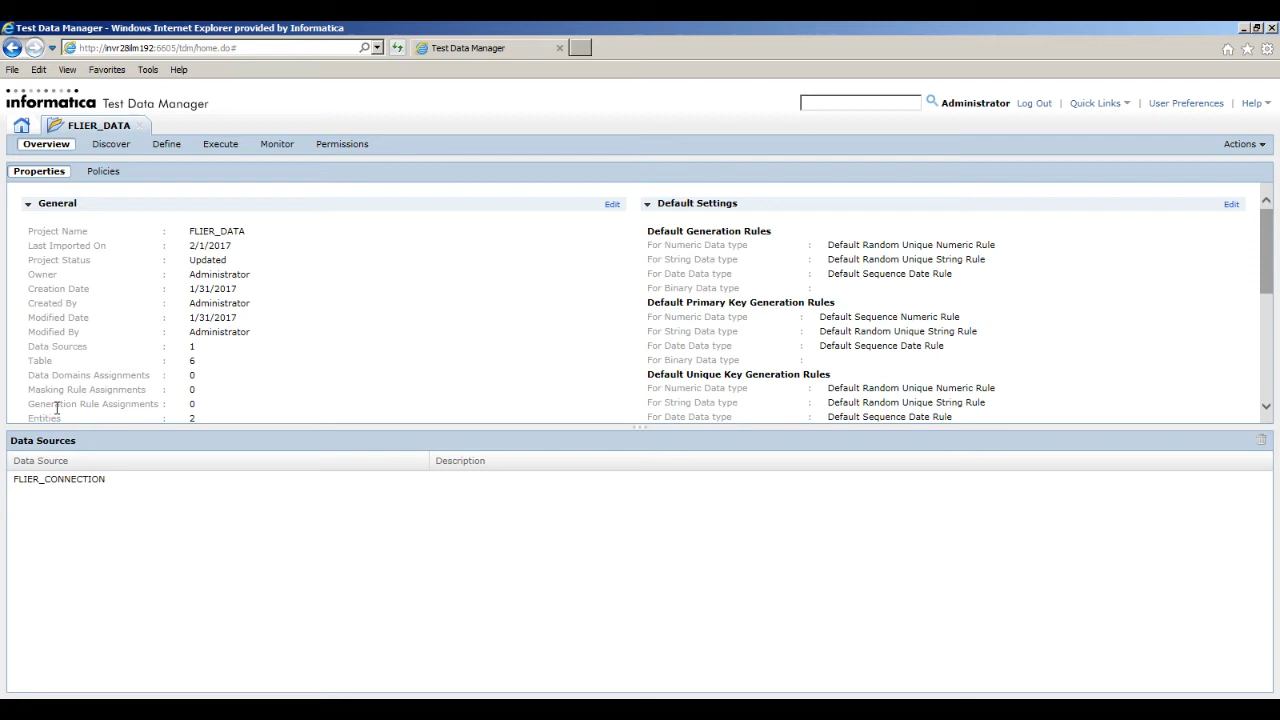 Test Data Manager - Windows Internet Explorer provided by Informatica
http://invr28ilm192:6605/tdm/home.do#
Test Data Manager
File Edit View Favorites Tools Help
informatica Test Data Manager
Administrator Log Out Quick Links User Preferences Help
FLIER_DATA
Overview Discover Define Execute Monitor Permissions Actions
Properties Policies
General Edit
Project Name : FLIER_DATA
Last Imported On : 2/1/2017
Project Status : Updated
Owner : Administrator
Creation Date : 1/31/2017
Created By : Administrator
Modified Date : 1/31/2017
Modified By : Administrator
Data Sources : 1
Table : 6
Data Domains Assignments : 0
Masking Rule Assignments : 0
Generation Rule Assignments : 0
Entities : 2
Default Settings Edit
Default Generation Rules
For Numeric Data type : Default Random Unique Numeric Rule
For String Data type : Default Random Unique String Rule
For Date Data type : Default Sequence Date Rule
For Binary Data type :
Default Primary Key Generation Rules
For Numeric Data type : Default Sequence Numeric Rule
For String Data type : Default Random Unique String Rule
For Date Data type : Default Sequence Date Rule
For Binary Data type :
Default Unique Key Generation Rules
For Numeric Data type : Default Random Unique Numeric Rule
For String Data type : Default Random Unique String Rule
For Date Data type : Default Sequence Date Rule
Data Sources
Data Source Description
FLIER_CONNECTION